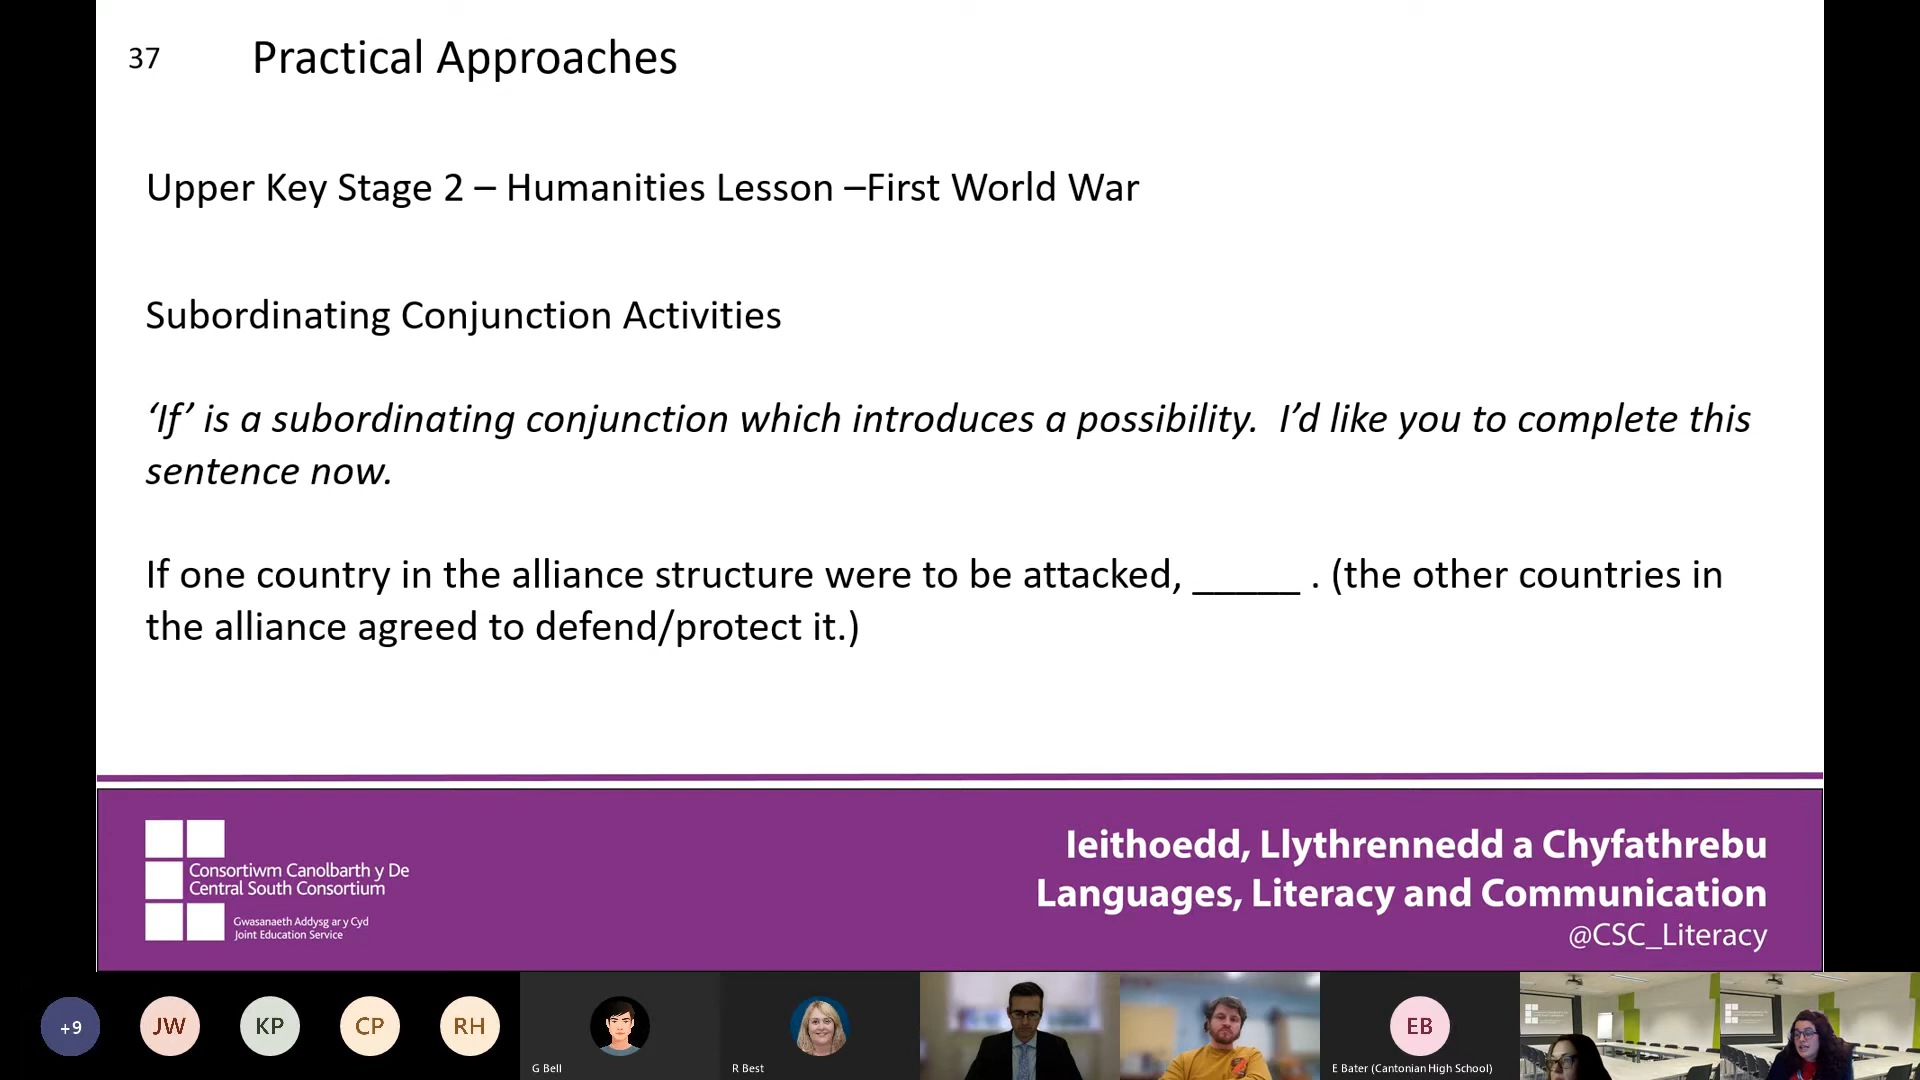 37 Practical Approaches
Upper Key Stage 2 – Humanities Lesson –First World War
Subordinating Conjunction Activities
‘If’ is a subordinating conjunction which introduces a possibility.  I’d like you to complete this
sentence now.
If one country in the alliance structure were to be attacked, _____ . (the other countries in
the alliance agreed to defend/protect it.)
Consortiwm Canolbarth y De
Central South Consortium
Gwasanaeth Addysg ar y Cyd
Joint Education Service
Ieithoedd, Llythrennedd a Chyfathrebu
Languages, Literacy and Communication
@CSC_Literacy
+9
JW
KP
CP
RH
G Bell
R Best
EB
E Bater (Cantonian High School)